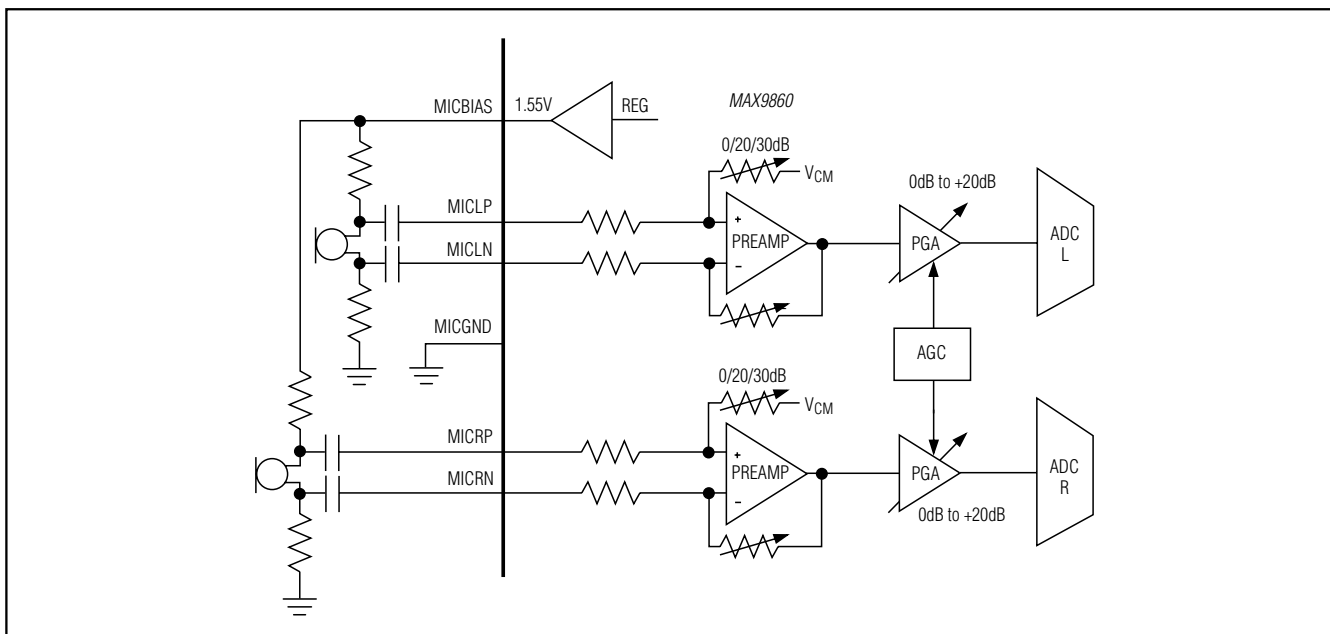 MICBIAS
1.55V
REG
MAX9860
0/20/30dB
VCM
0dB to +20dB
MICLP
+
PREAMP
PGA
ADC
L
MICLN
−
MICGND
AGC
0/20/30dB
VCM
MICRP
+
PREAMP
PGA
ADC
R
MICRN
−
0dB to +20dB